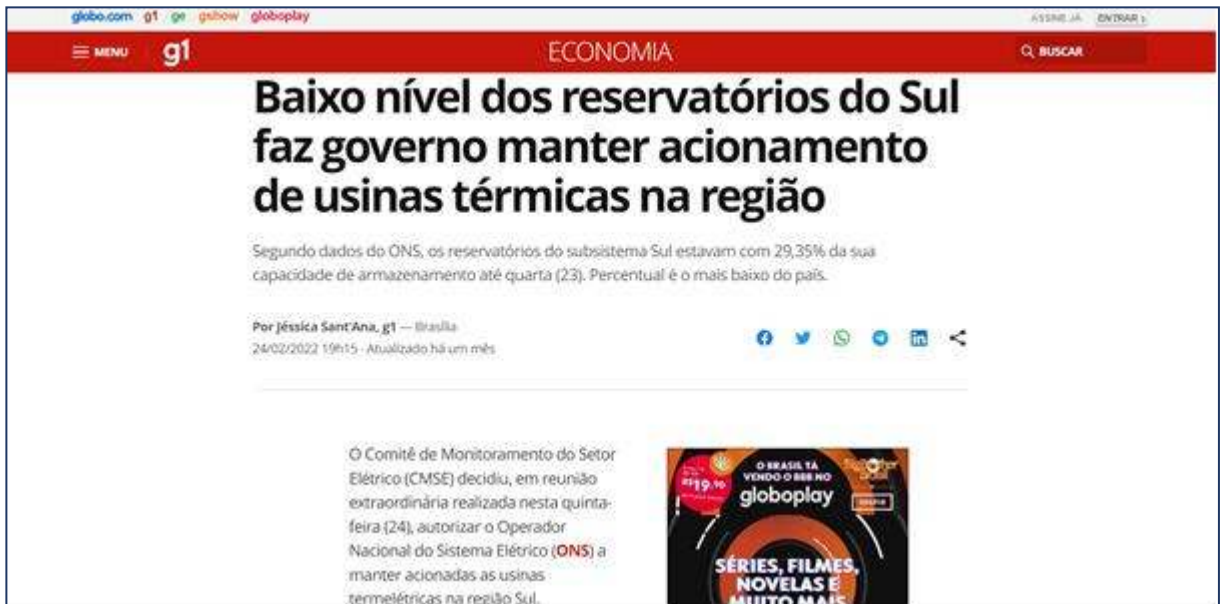 globo.com g1 ge gshow globoplay
ASSINE JÁ ENTRAR ›
MENU g1 ECONOMIA BUSCAR
Baixo nível dos reservatórios do Sul
faz governo manter acionamento
de usinas térmicas na região
Segundo dados do ONS, os reservatórios do subsistema Sul estavam com 29,35% da sua
capacidade de armazenamento até quarta (23). Percentual é o mais baixo do país.
Por Jéssica Sant'Ana, g1 — Brasília
24/02/2022 19h15 · Atualizado há um mês
O Comitê de Monitoramento do Setor
Elétrico (CMSE) decidiu, em reunião
extraordinária realizada nesta quinta-
feira (24), autorizar o Operador
Nacional do Sistema Elétrico (ONS) a
manter acionadas as usinas
termelétricas na região Sul.
O BRASIL TÁ
VENDO O BBB NO
globoplay
R$19,90
SÉRIES, FILMES,
NOVELAS E
MUITO MAIS